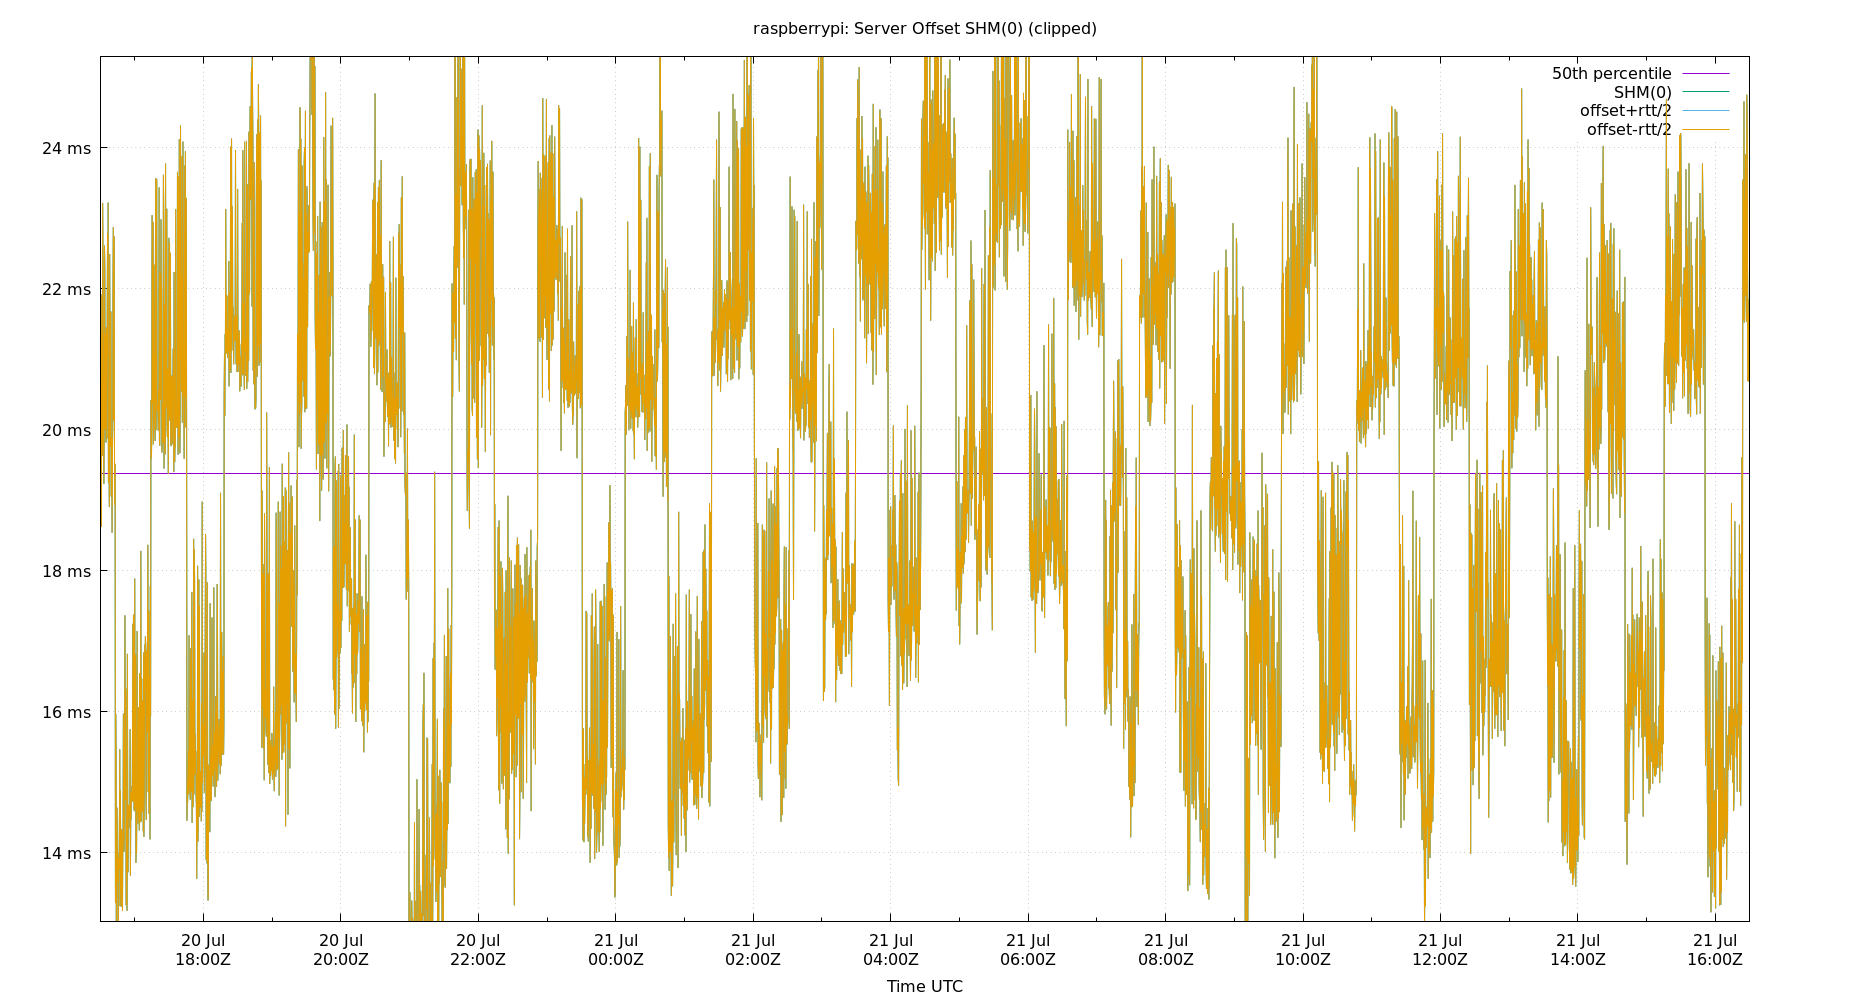 raspberrypi: Server Offset SHM(0) (clipped)
50th percentile
SHM(0)
offset+rtt/2
offset-rtt/2
24 ms
22 ms
20 ms
18 ms
16 ms
14 ms
20 Jul 20 Jul 20 Jul 21 Jul 21 Jul 21 Jul 21 Jul 21 Jul 21 Jul 21 Jul 21 Jul 21 Jul
18:00Z 20:00Z 22:00Z 00:00Z 02:00Z 04:00Z 06:00Z 08:00Z 10:00Z 12:00Z 14:00Z 16:00Z
Time UTC